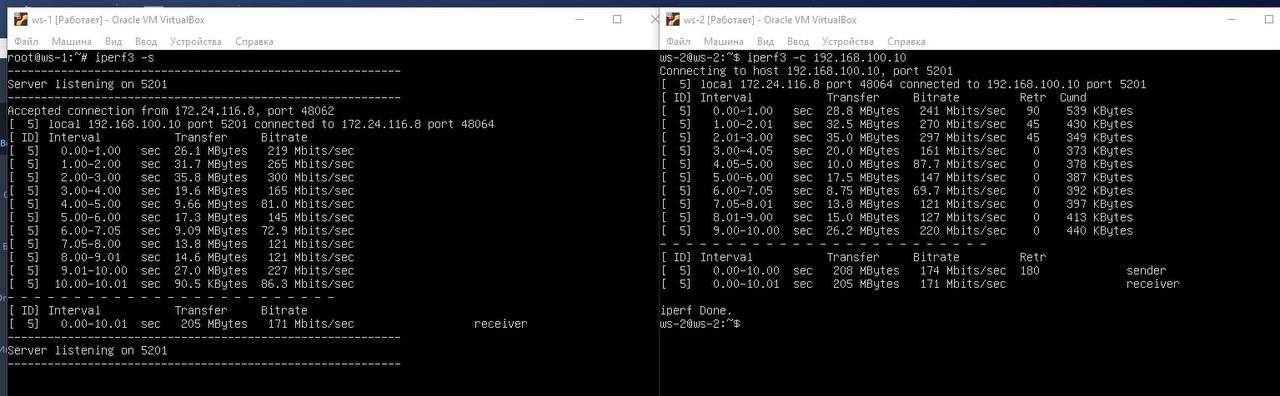 ws-1 [Работает] - Oracle VM VirtualBox
Файл Машина Вид Ввод Устройства Справка
root@ws-1:~# iperf3 -s
-----------------------------------------------------------
Server listening on 5201
-----------------------------------------------------------
Accepted connection from 172.24.116.8, port 48062
[  5] local 192.168.100.10 port 5201 connected to 172.24.116.8 port 48064
[ ID] Interval           Transfer     Bitrate
[  5]   0.00-1.00   sec  26.1 MBytes   219 Mbits/sec
[  5]   1.00-2.00   sec  31.7 MBytes   265 Mbits/sec
[  5]   2.00-3.00   sec  35.8 MBytes   300 Mbits/sec
[  5]   3.00-4.00   sec  19.6 MBytes   165 Mbits/sec
[  5]   4.00-5.00   sec  9.66 MBytes  81.0 Mbits/sec
[  5]   5.00-6.00   sec  17.3 MBytes   145 Mbits/sec
[  5]   6.00-7.05   sec  9.09 MBytes  72.9 Mbits/sec
[  5]   7.05-8.00   sec  13.8 MBytes   121 Mbits/sec
[  5]   8.00-9.01   sec  14.6 MBytes   121 Mbits/sec
[  5]   9.01-10.00  sec  27.0 MBytes   227 Mbits/sec
[  5]  10.00-10.01  sec  90.5 KBytes  86.3 Mbits/sec
- - - - - - - - - - - - - - - - - - - - - - - - -
[ ID] Interval           Transfer     Bitrate
[  5]   0.00-10.01  sec   205 MBytes   171 Mbits/sec                  receiver
-----------------------------------------------------------
Server listening on 5201
-----------------------------------------------------------
ws-2 [Работает] - Oracle VM VirtualBox
Файл Машина Вид Ввод Устройства Справка
ws-2@ws-2:~$ iperf3 -c 192.168.100.10
Connecting to host 192.168.100.10, port 5201
[  5] local 172.24.116.8 port 48064 connected to 192.168.100.10 port 5201
[ ID] Interval           Transfer     Bitrate         Retr  Cwnd
[  5]   0.00-1.00   sec  28.8 MBytes   241 Mbits/sec   90    539 KBytes
[  5]   1.00-2.01   sec  32.5 MBytes   270 Mbits/sec   45    430 KBytes
[  5]   2.01-3.00   sec  35.0 MBytes   297 Mbits/sec   45    349 KBytes
[  5]   3.00-4.05   sec  20.0 MBytes   161 Mbits/sec    0    373 KBytes
[  5]   4.05-5.00   sec  10.0 MBytes  87.7 Mbits/sec    0    378 KBytes
[  5]   5.00-6.00   sec  17.5 MBytes   147 Mbits/sec    0    387 KBytes
[  5]   6.00-7.05   sec  8.75 MBytes  69.7 Mbits/sec    0    392 KBytes
[  5]   7.05-8.01   sec  13.8 MBytes   121 Mbits/sec    0    397 KBytes
[  5]   8.01-9.00   sec  15.0 MBytes   127 Mbits/sec    0    413 KBytes
[  5]   9.00-10.00  sec  26.2 MBytes   220 Mbits/sec    0    440 KBytes
- - - - - - - - - - - - - - - - - - - - - - - - -
[ ID] Interval           Transfer     Bitrate         Retr
[  5]   0.00-10.00  sec   208 MBytes   174 Mbits/sec  180             sender
[  5]   0.00-10.01  sec   205 MBytes   171 Mbits/sec                  receiver
iperf Done.
ws-2@ws-2:~$